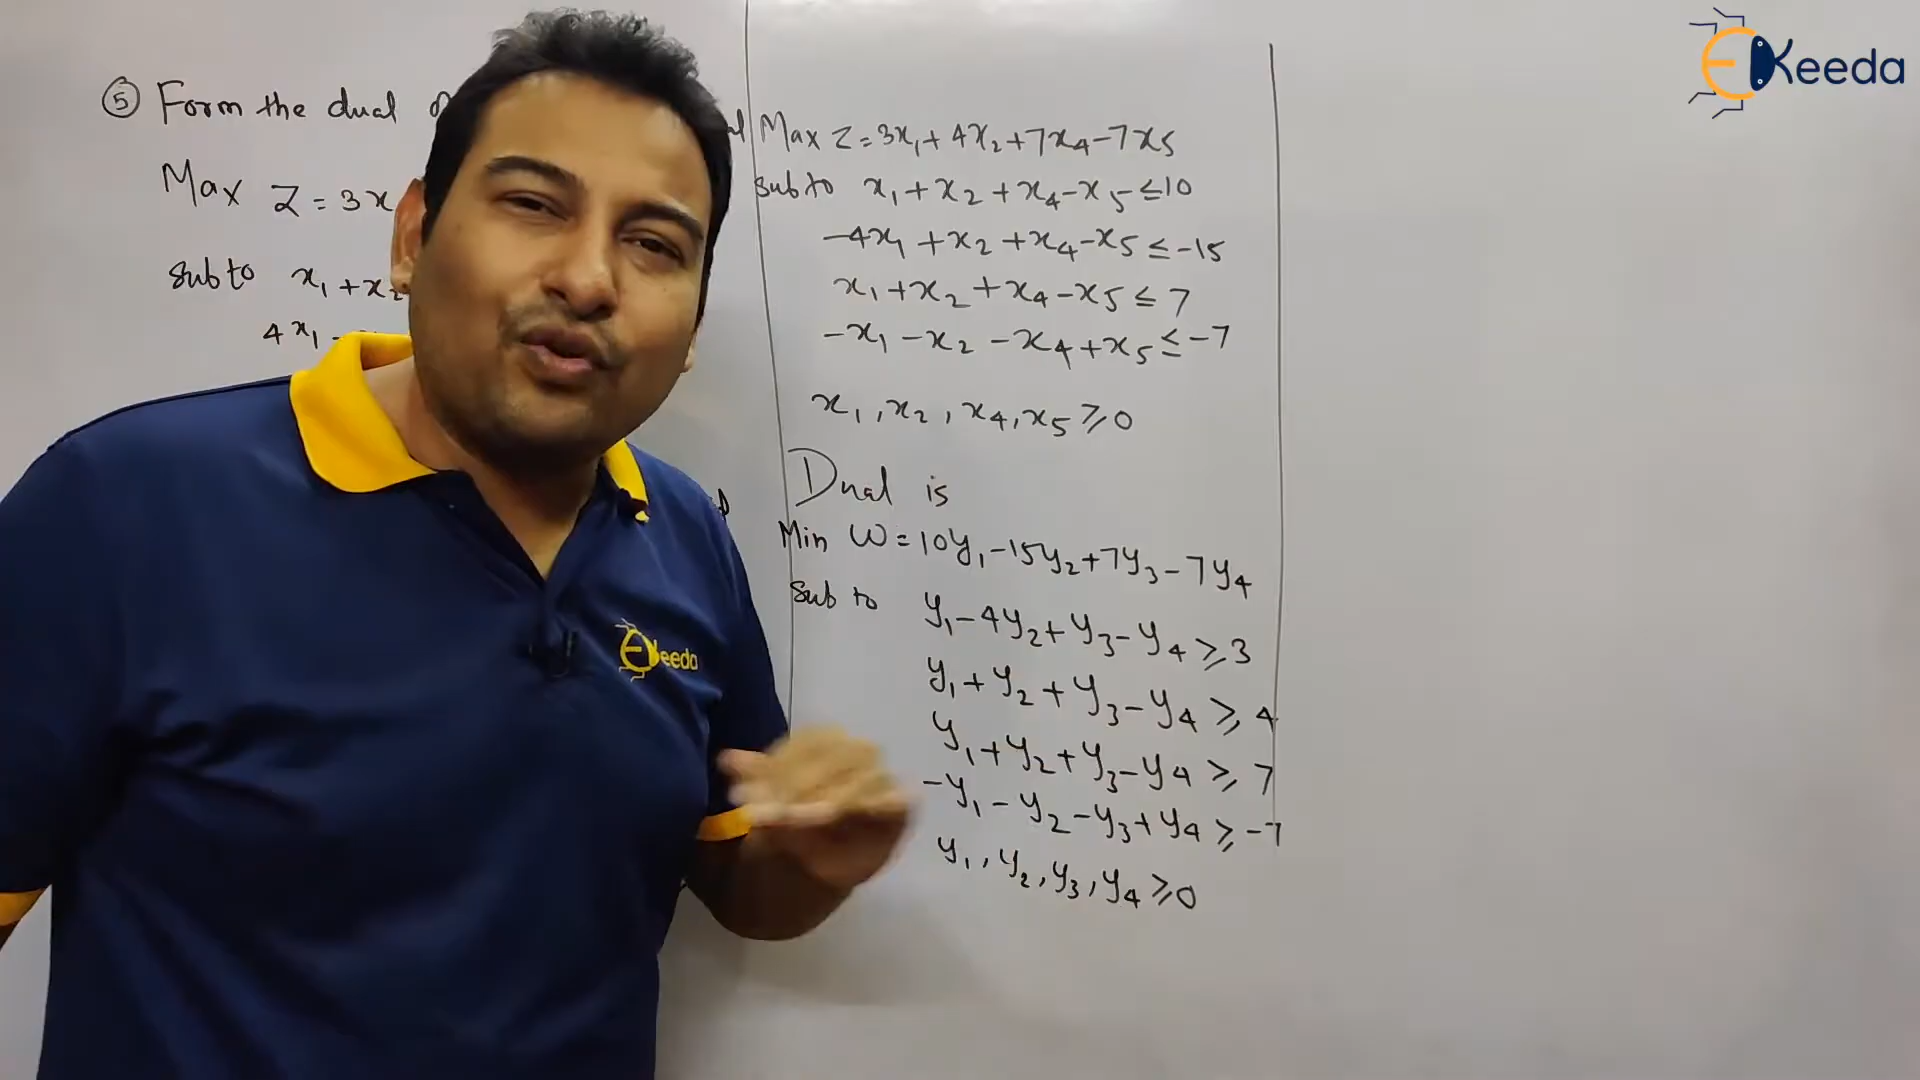 EKeeda
⑤ Form the dual
Max Z = 3x
sub to x₁ + x₂
4x₁ -
Max Z = 3x₁ + 4x₂ + 7x₄ - 7x₅
sub to x₁ + x₂ + x₄ - x₅ ≤ 10
-4x₁ + x₂ + x₄ - x₅ ≤ -15
x₁ + x₂ + x₄ - x₅ ≤ 7
-x₁ - x₂ - x₄ + x₅ ≤ -7
x₁, x₂, x₄, x₅ ≥ 0
Dual is
Min W = 10y₁ - 15y₂ + 7y₃ - 7y₄
Sub to y₁ - 4y₂ + y₃ - y₄ ≥ 3
y₁ + y₂ + y₃ - y₄ ≥ 4
y₁ + y₂ + y₃ - y₄ ≥ 7
-y₁ - y₂ - y₃ + y₄ ≥ -7
y₁, y₂, y₃, y₄ ≥ 0
EKeeda